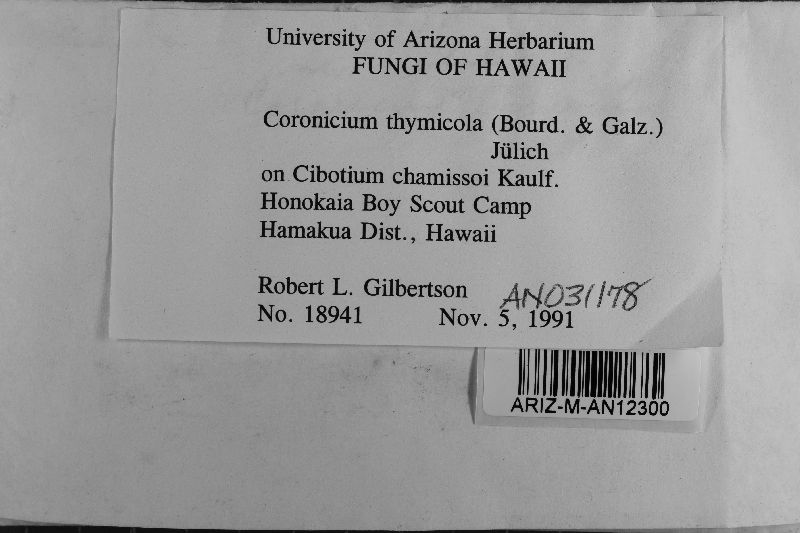 University of Arizona Herbarium
FUNGI OF HAWAII
Coronicium thymicola (Bourd. & Galz.)
Jülich
on Cibotium chamissoi Kaulf.
Honokaia Boy Scout Camp
Hamakua Dist., Hawaii
Robert L. Gilbertson AN031178
No. 18941 Nov. 5, 1991
ARIZ-M-AN12300